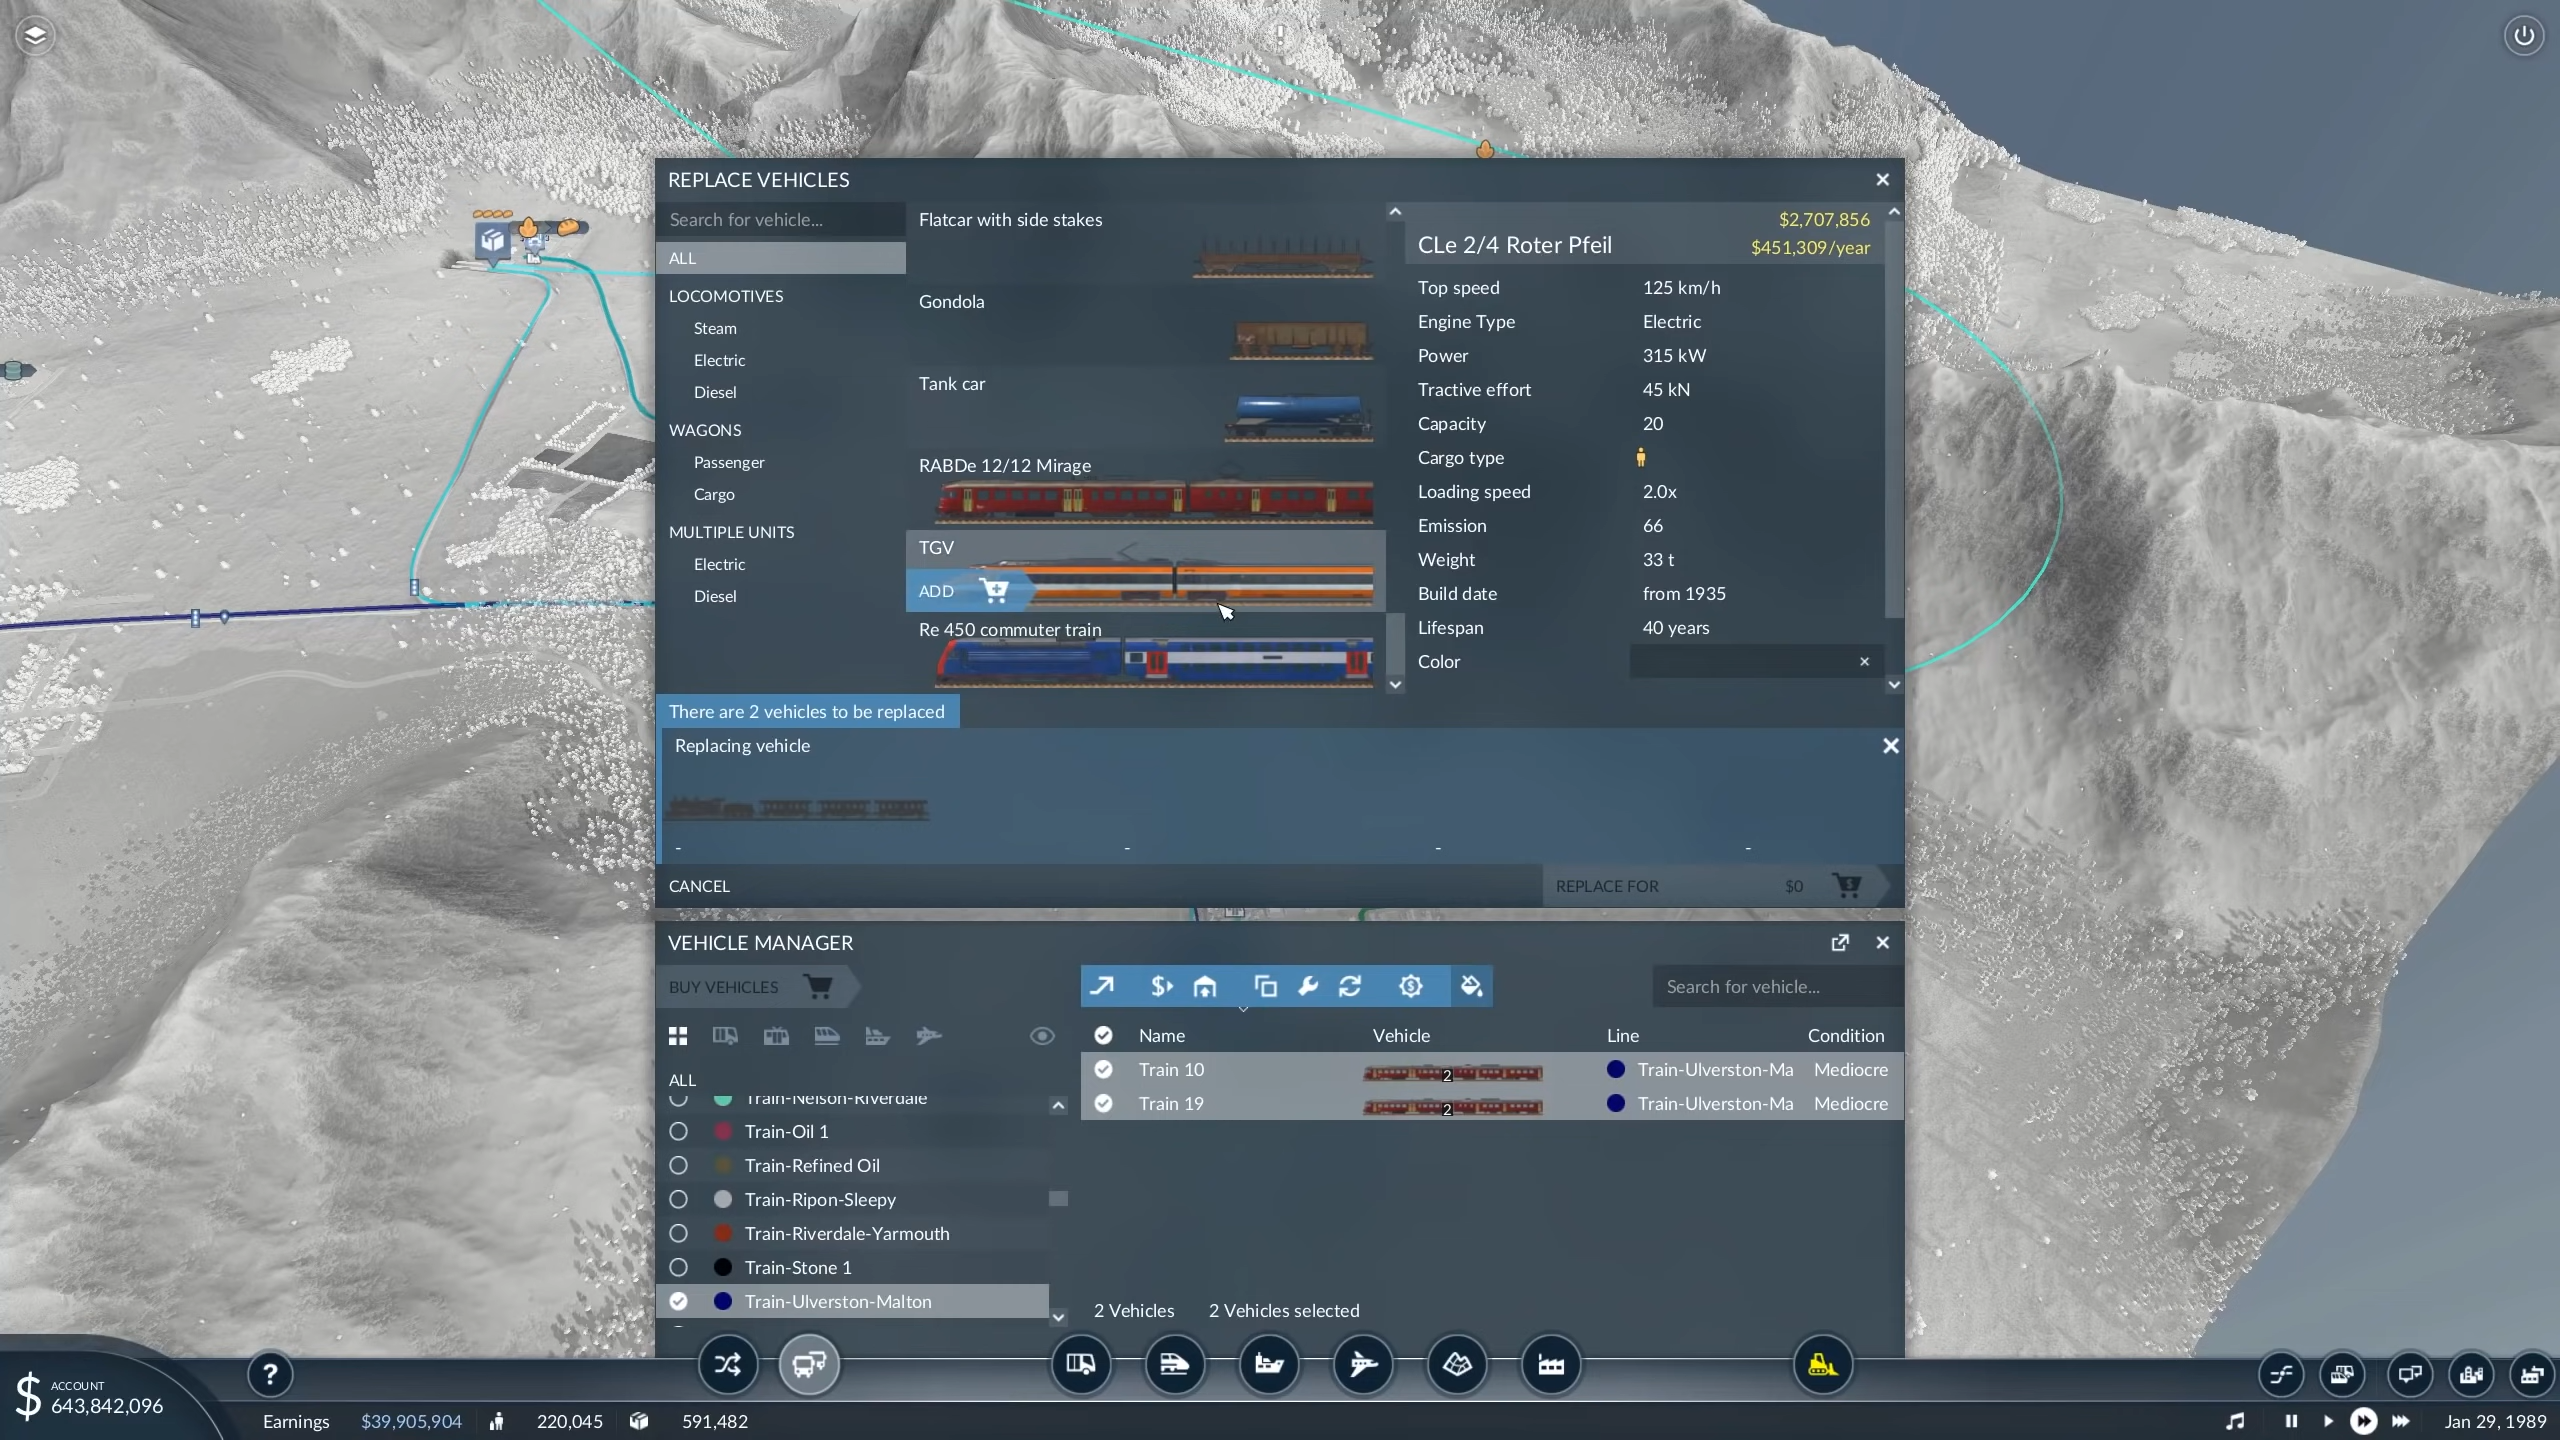 REPLACE VEHICLES
Search for vehicle...
ALL
LOCOMOTIVES
Steam
Electric
Diesel
WAGONS
Passenger
Cargo
MULTIPLE UNITS
Electric
Diesel
Flatcar with side stakes
Gondola
Tank car
RABDe 12/12 Mirage
TGV
ADD
Re 450 commuter train
$2,707,856
CLe 2/4 Roter Pfeil
$451,309/year
Top speed 125 km/h
Engine Type Electric
Power 315 kW
Tractive effort 45 kN
Capacity 20
Cargo type
Loading speed 2.0x
Emission 66
Weight 33 t
Build date from 1935
Lifespan 40 years
Color
There are 2 vehicles to be replaced
Replacing vehicle
- - - -
CANCEL
REPLACE FOR $0
VEHICLE MANAGER
BUY VEHICLES
Search for vehicle...
ALL
Train-Nelson-Riverdale
Train-Oil 1
Train-Refined Oil
Train-Ripon-Sleepy
Train-Riverdale-Yarmouth
Train-Stone 1
Train-Ulverston-Malton
Name Vehicle Line Condition
Train 10 2 Train-Ulverston-Ma Mediocre
Train 19 2 Train-Ulverston-Ma Mediocre
2 Vehicles 2 Vehicles selected
?
$ ACCOUNT
643,842,096
Earnings $39,905,904 220,045 591,482
Jan 29, 1989